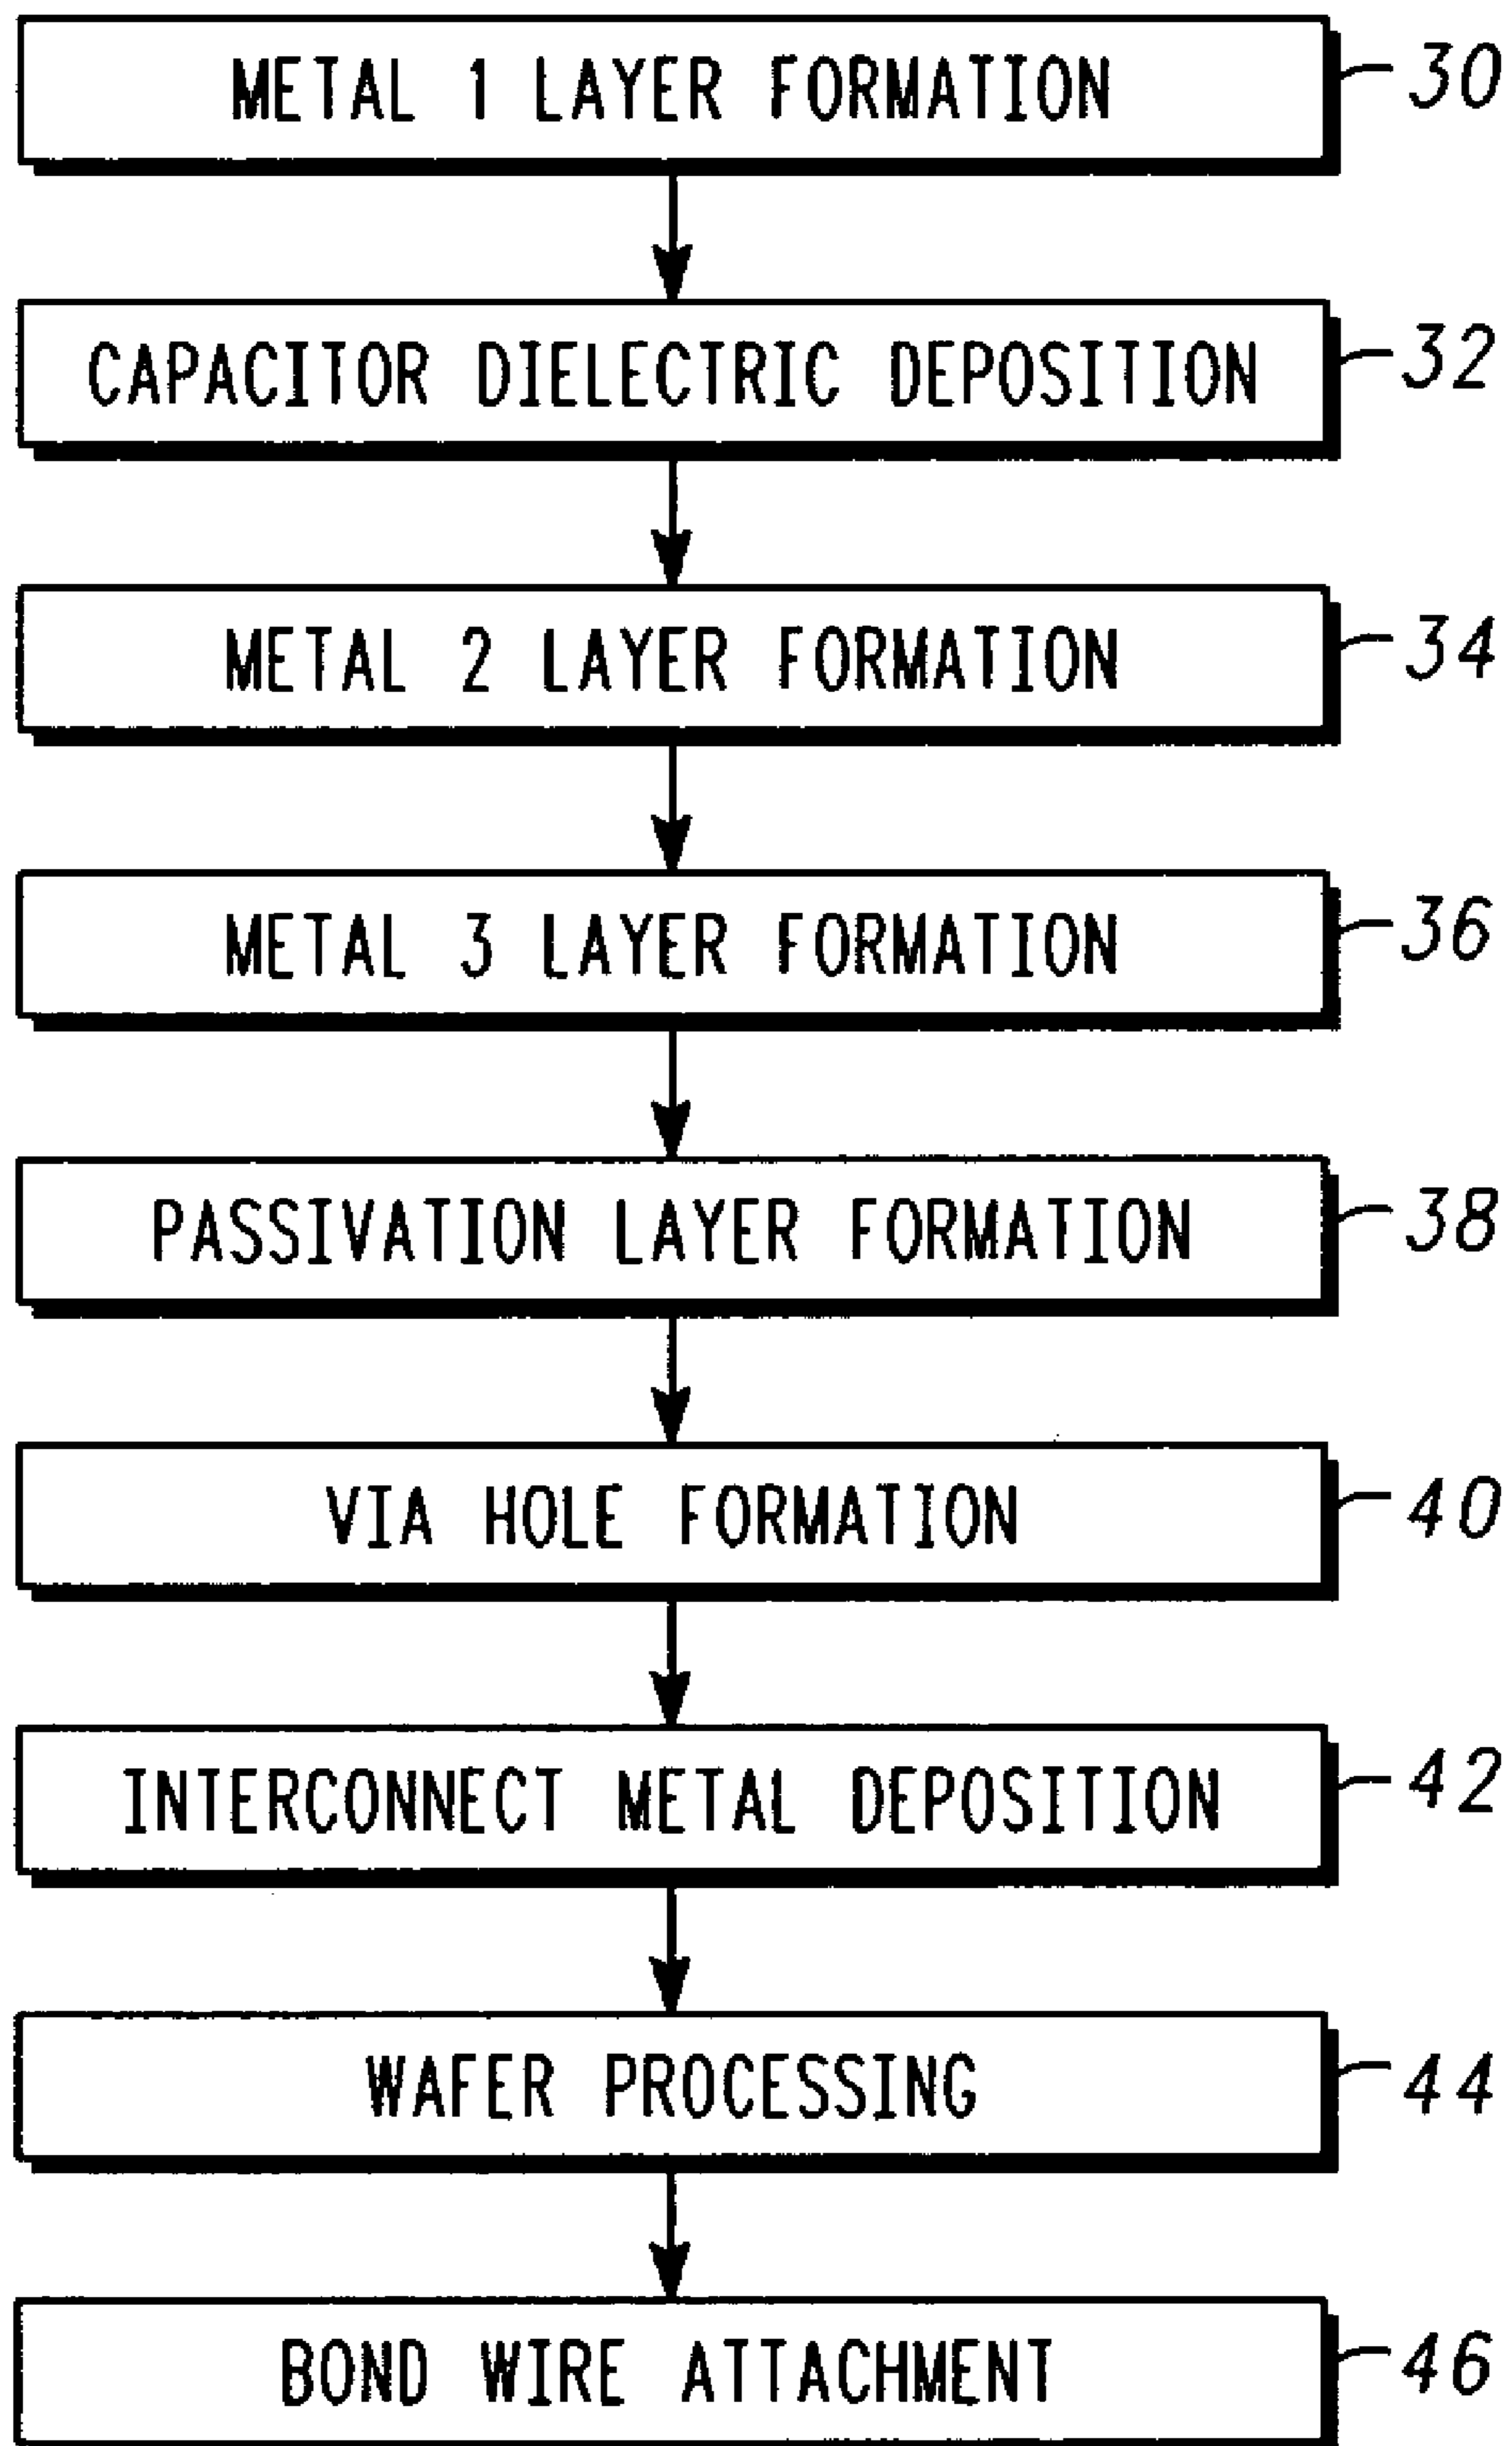 METAL 1 LAYER FORMATION 30
CAPACITOR DIELECTRIC DEPOSITION 32
METAL 2 LAYER FORMATION 34
METAL 3 LAYER FORMATION 36
PASSIVATION LAYER FORMATION 38
VIA HOLE FORMATION 40
INTERCONNECT METAL DEPOSITION 42
WAFER PROCESSING 44
BOND WIRE ATTACHMENT 46